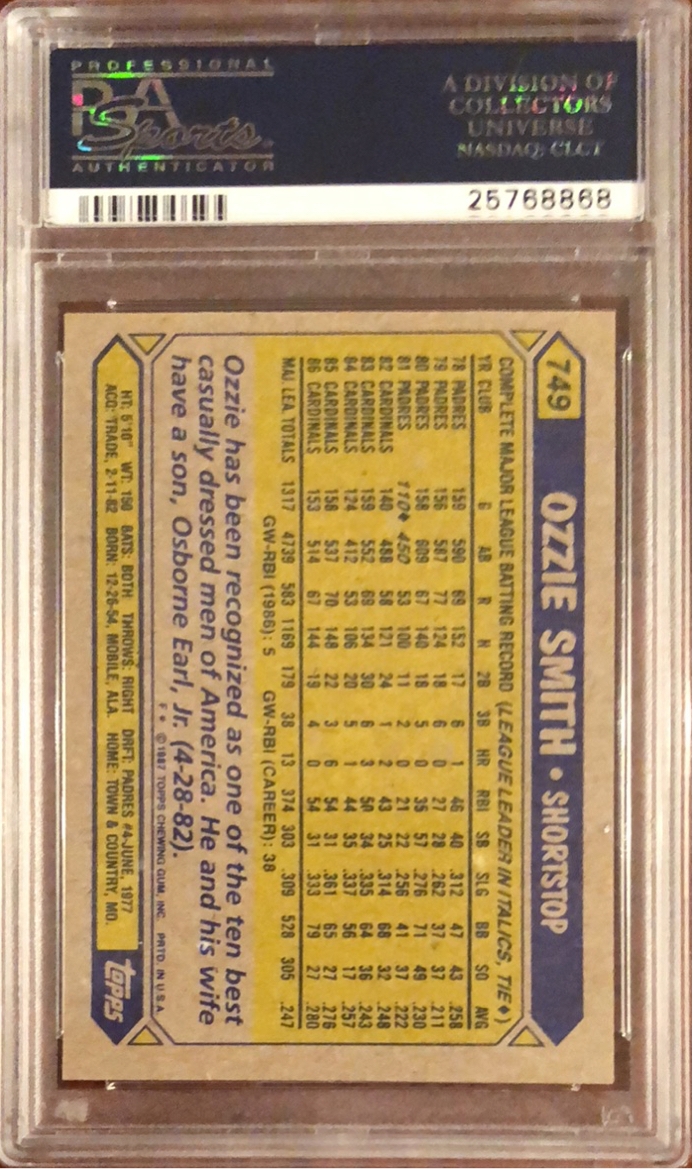 PROFESSIONAL
PSA
Sports
AUTHENTICATOR
A DIVISION OF
COLLECTORS
UNIVERSE
NASDAQ: CLCT
25768868
749
OZZIE SMITH • SHORTSTOP
COMPLETE MAJOR LEAGUE BATTING RECORD (LEAGUE LEADER IN ITALICS, TIE♦)
YR CLUB G AB R H 2B 3B HR RBI SB SLG BB SO AVG
78 PADRES 159 590 69 152 17 6 1 46 40 .312 47 43 .258
79 PADRES 156 587 77 124 18 6 0 27 28 .262 37 37 .211
80 PADRES 158 609 67 140 18 5 0 35 57 .276 71 49 .230
81 PADRES 110♦ 450 53 100 11 2 0 21 22 .256 41 37 .222
82 CARDINALS 140 488 58 121 24 1 2 43 25 .314 68 32 .248
83 CARDINALS 159 552 69 134 30 6 3 50 34 .335 64 36 .243
84 CARDINALS 124 412 53 106 20 5 1 44 35 .337 56 17 .257
85 CARDINALS 158 537 70 148 22 3 6 54 31 .361 65 27 .276
86 CARDINALS 153 514 67 144 19 4 0 54 31 .333 79 27 .280
MAJ. LEA. TOTALS 1317 4739 583 1169 179 38 13 374 303 .309 528 305 .247
GW-RBI (1986): 5 GW-RBI (CAREER): 38
Ozzie has been recognized as one of the ten best
casually dressed men of America. He and his wife
have a son, Osborne Earl, Jr. (4-28-82).
F * © 1987 TOPPS CHEWING GUM, INC. PRTD. IN U.S.A.
HT: 5'10" WT: 150 BATS: BOTH THROWS: RIGHT DRFT: PADRES #4-JUNE, 1977
ACQ: TRADE, 2-11-82 BORN: 12-26-54, MOBILE, ALA. HOME: TOWN & COUNTRY, MO.
topps